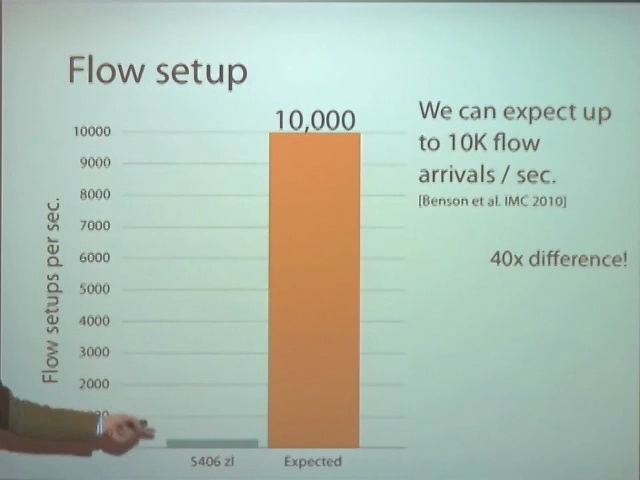 Flow setup
10,000
We can expect up
to 10K flow
arrivals / sec.
[Benson et al. IMC 2010]
40x difference!
Flow setups per sec.
10000
9000
8000
7000
6000
5000
4000
3000
2000
5406 zl
Expected